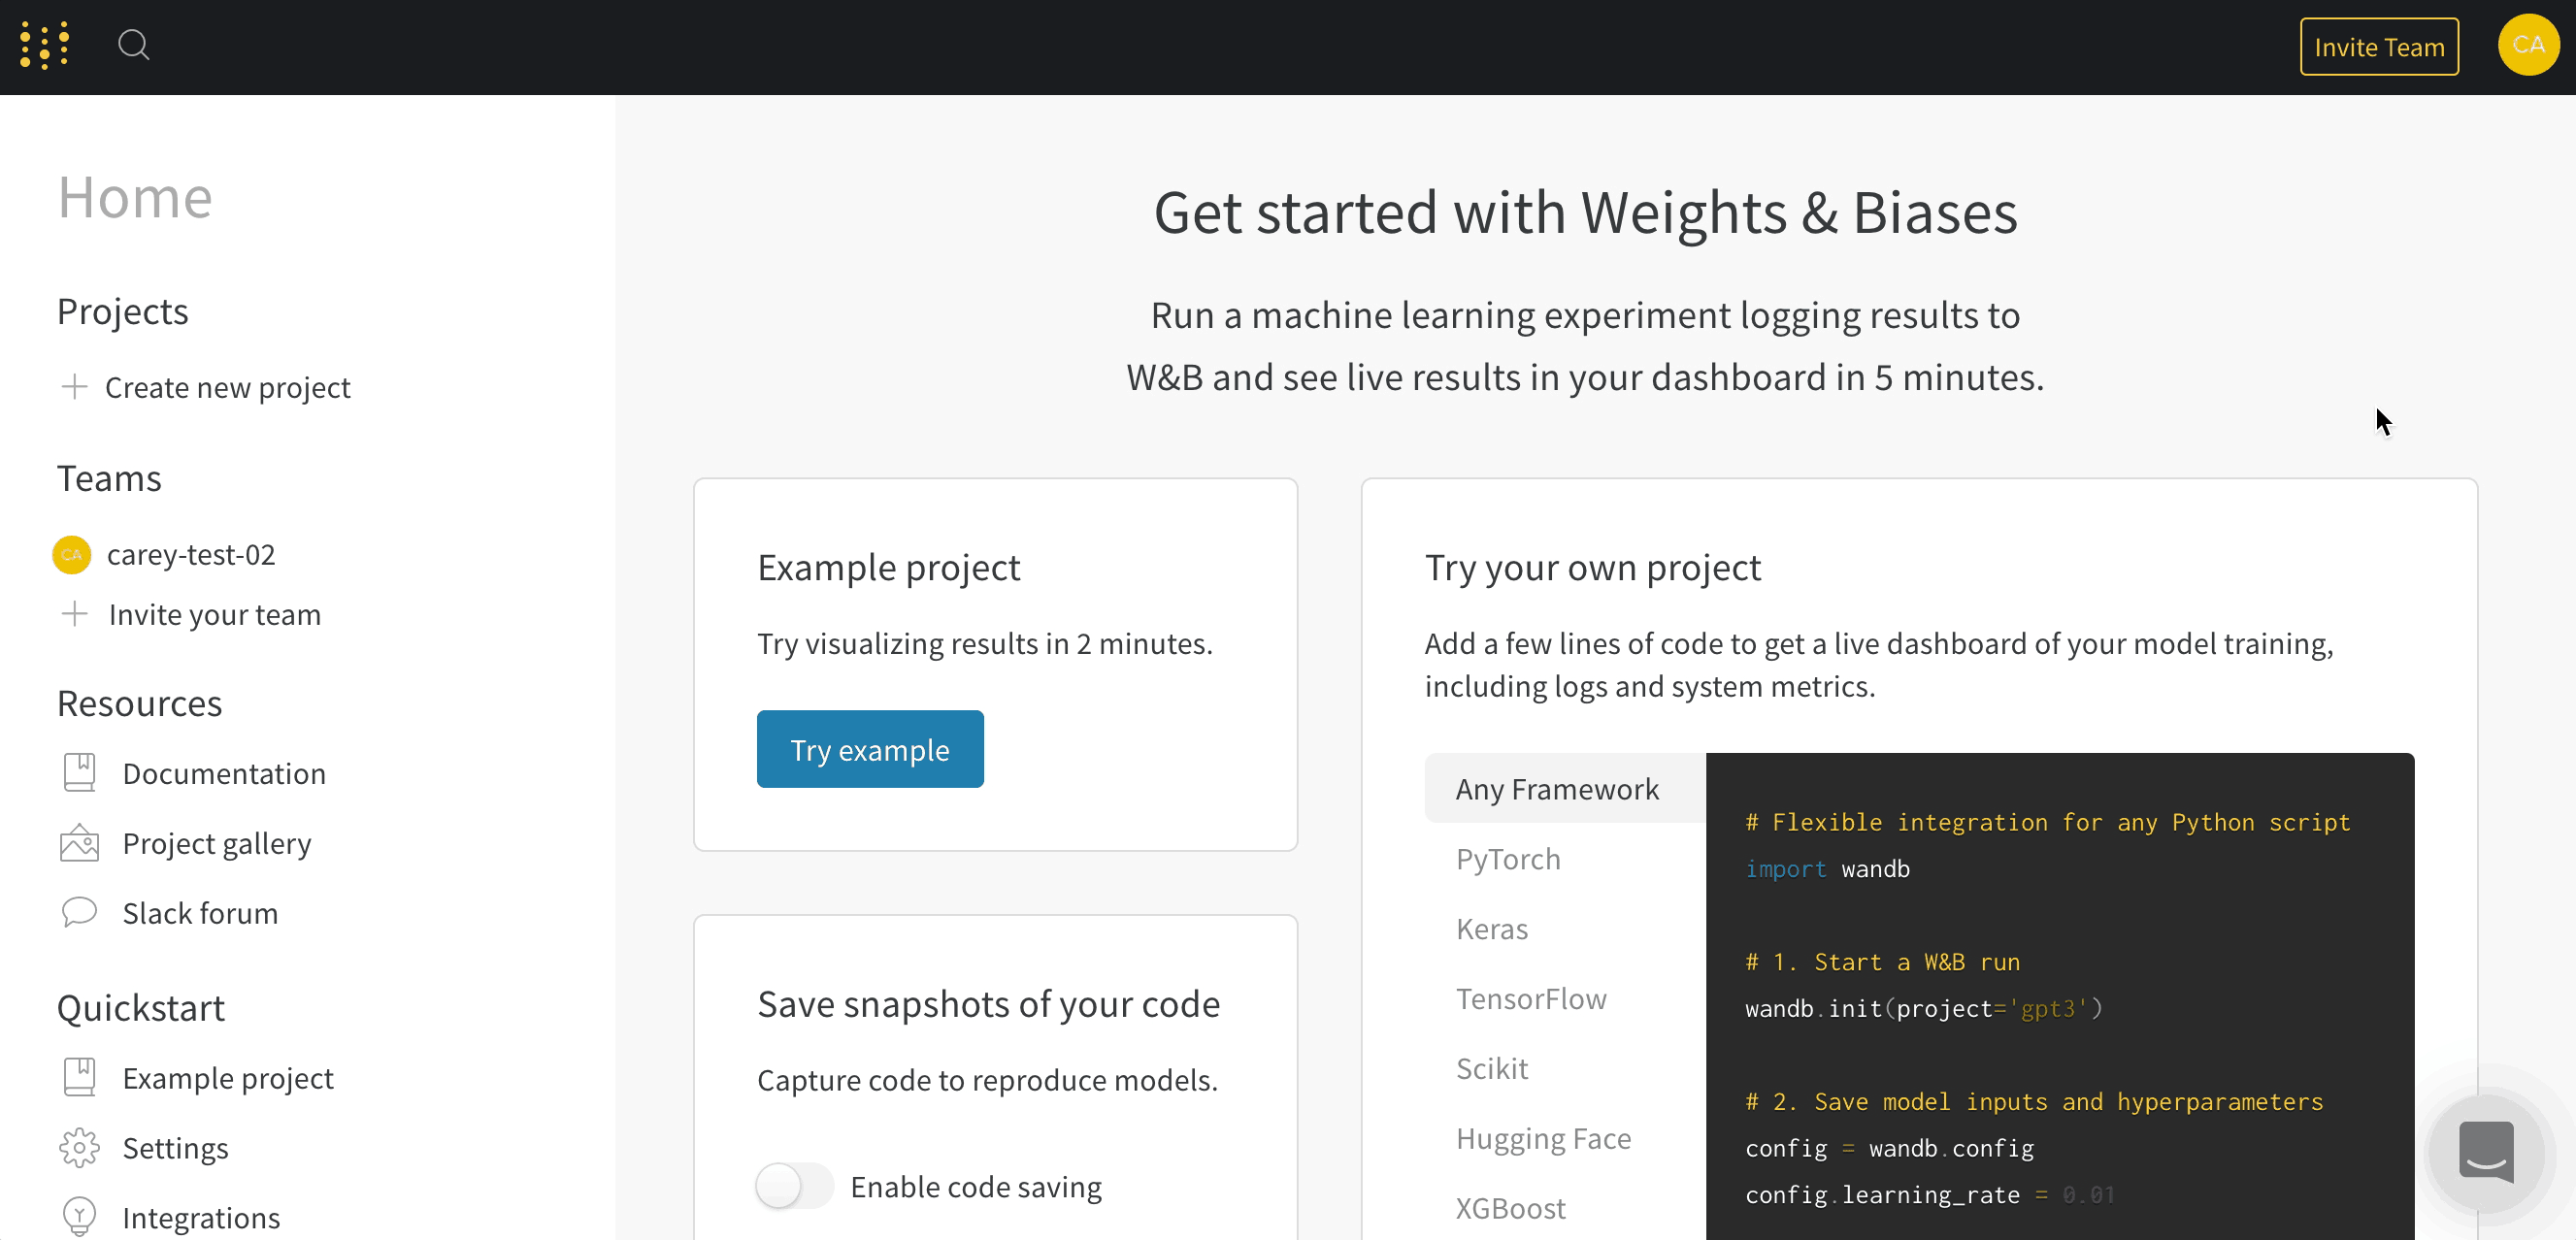 Invite Team
CA
Home
Projects
Create new project
Teams
CA
carey-test-02
Invite your team
Resources
Documentation
Project gallery
Slack forum
Quickstart
Example project
Settings
Integrations
Get started with Weights & Biases
Run a machine learning experiment logging results to
W&B and see live results in your dashboard in 5 minutes.
Example project
Try visualizing results in 2 minutes.
Try example
Save snapshots of your code
Capture code to reproduce models.
Enable code saving
Try your own project
Add a few lines of code to get a live dashboard of your model training,
including logs and system metrics.
Any Framework
PyTorch
Keras
TensorFlow
Scikit
Hugging Face
XGBoost
# Flexible integration for any Python script
import wandb
# 1. Start a W&B run
wandb.init(project='gpt3')
# 2. Save model inputs and hyperparameters
config = wandb.config
config.learning_rate = 0.01